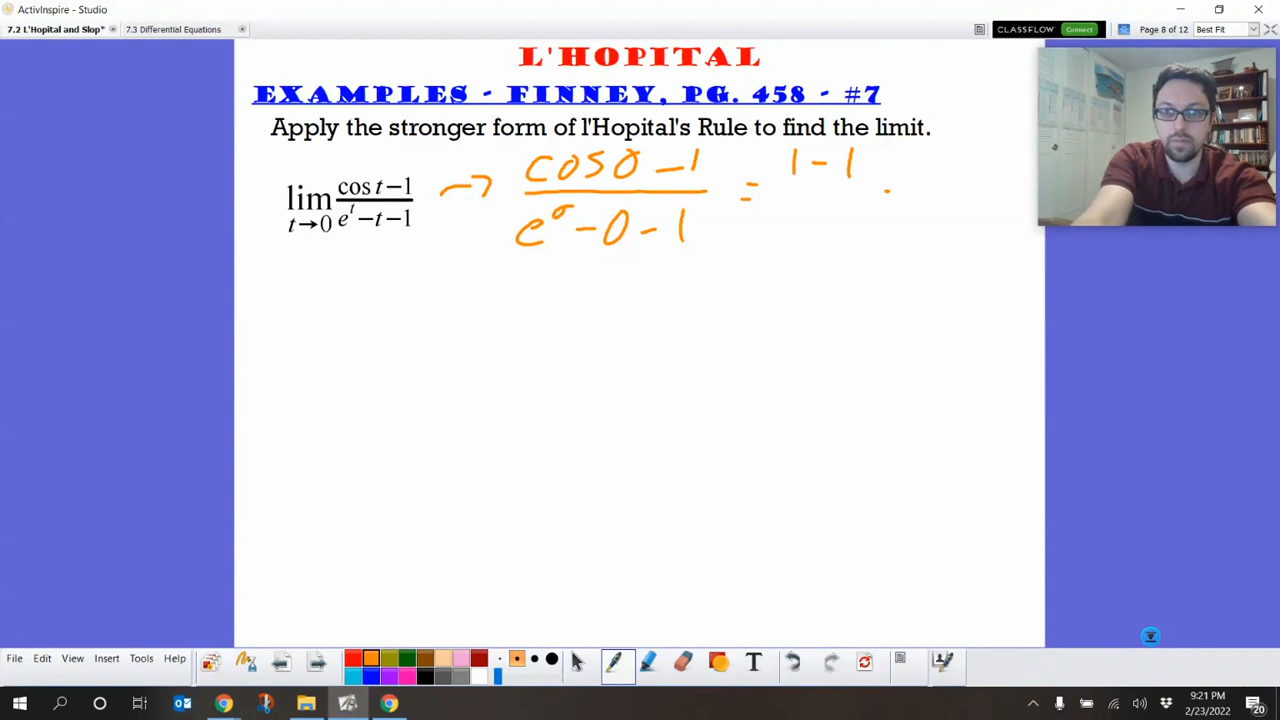 ActivInspire - Studio
7.2 L'Hopital and Slop* 7.3 Differential Equations CLASSFLOW Connect Page 8 of 12 Best Fit
L'HOPITAL
EXAMPLES - FINNEY, PG. 458 - #7
Apply the stronger form of l'Hopital's Rule to find the limit.
lim t→0 (cos t−1)/(e^t−t−1) → (cos 0 − 1)/(e^0 − 0 − 1) = 1 − 1
File Edit View Insert Tools Help
9:21 PM
2/23/2022
20